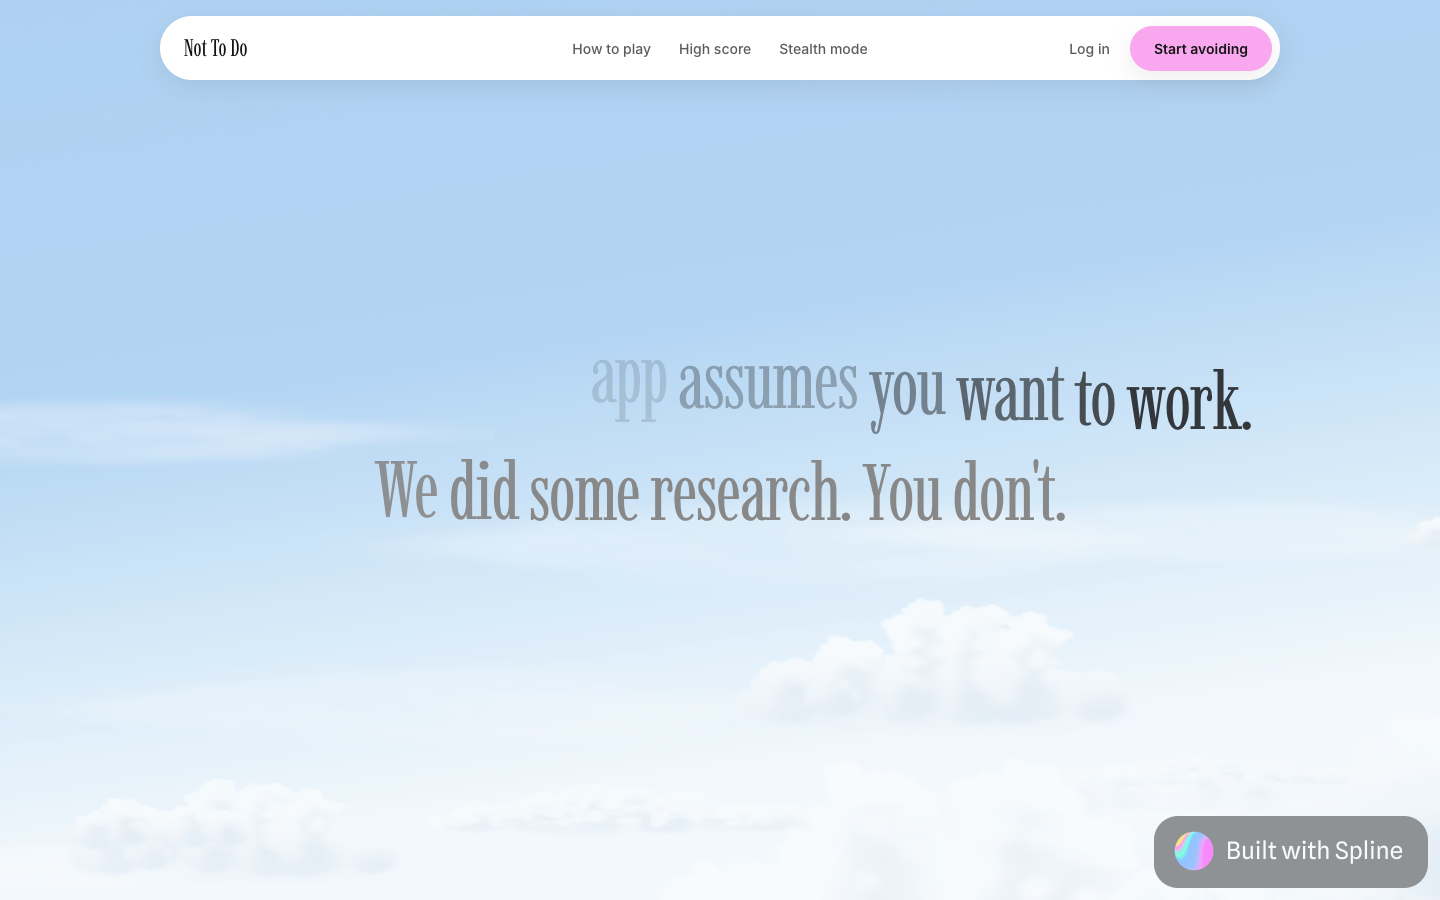 Not To Do
How to play
High score
Stealth mode
Log in
Start avoiding
app assumes you want to work.
We did some research. You don't.
Built with Spline